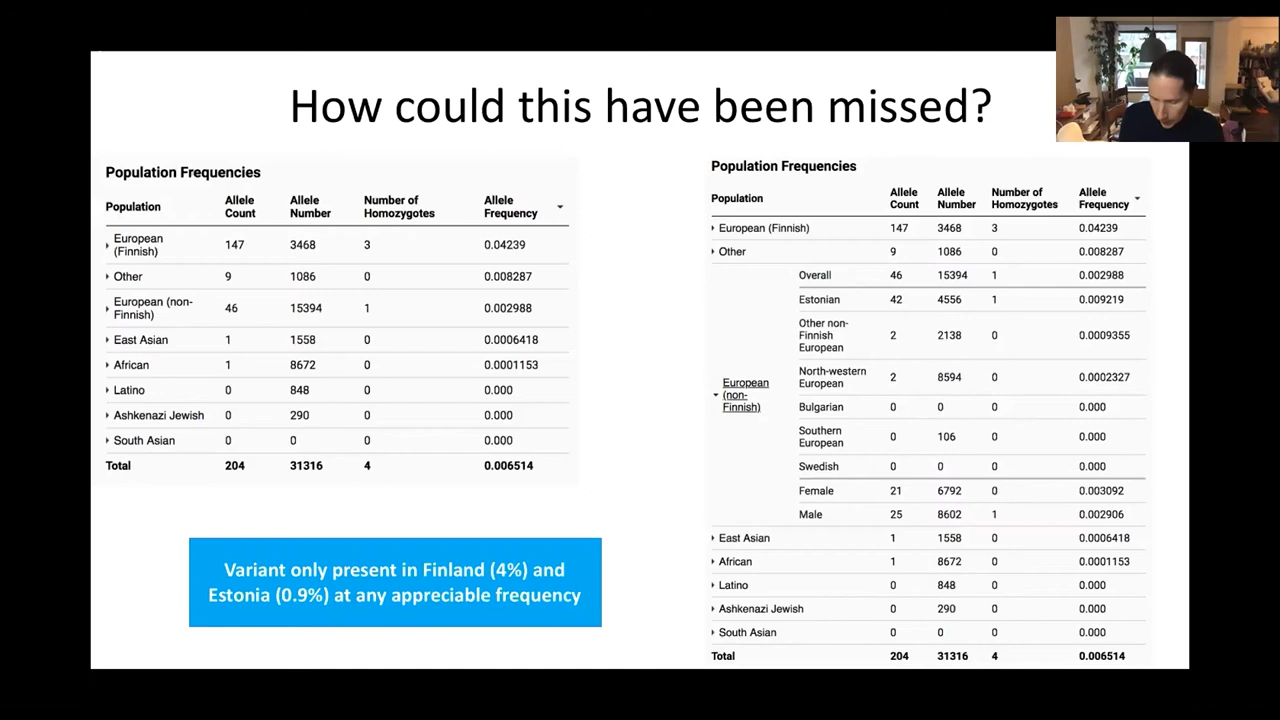 How could this have been missed?
Population Frequencies
Population Allele Count Allele Number Number of Homozygotes Allele Frequency
European (Finnish) 147 3468 3 0.04239
Other 9 1086 0 0.008287
European (non-Finnish) 46 15394 1 0.002988
East Asian 1 1558 0 0.0006418
African 1 8672 0 0.0001153
Latino 0 848 0 0.000
Ashkenazi Jewish 0 290 0 0.000
South Asian 0 0 0 0.000
Total 204 31316 4 0.006514
Variant only present in Finland (4%) and
Estonia (0.9%) at any appreciable frequency
Population Frequencies
Population Allele Count Allele Number Number of Homozygotes Allele Frequency
European (Finnish) 147 3468 3 0.04239
Other 9 1086 0 0.008287
European (non-Finnish)
Overall 46 15394 1 0.002988
Estonian 42 4556 1 0.009219
Other non-Finnish European 2 2138 0 0.0009355
North-western European 2 8594 0 0.0002327
Bulgarian 0 0 0 0.000
Southern European 0 106 0 0.000
Swedish 0 0 0 0.000
Female 21 6792 0 0.003092
Male 25 8602 1 0.002906
East Asian 1 1558 0 0.0006418
African 1 8672 0 0.0001153
Latino 0 848 0 0.000
Ashkenazi Jewish 0 290 0 0.000
South Asian 0 0 0 0.000
Total 204 31316 4 0.006514